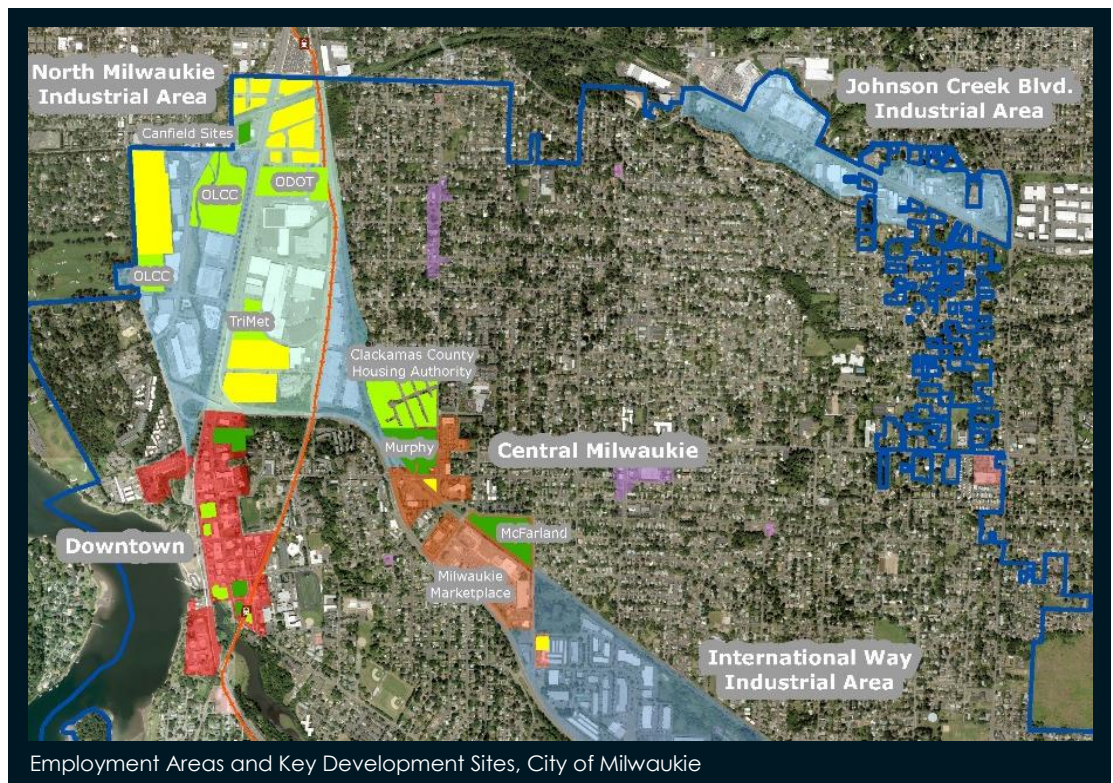 North Milwaukie
Industrial Area
Johnson Creek Blvd.
Industrial Area
Canfield Sites
OLCC
ODOT
OLCC
TriMet
Clackamas County
Housing Authority
Murphy
Central Milwaukie
McFarland
Downtown
Milwaukie
Marketplace
International Way
Industrial Area
Employment Areas and Key Development Sites, City of Milwaukie